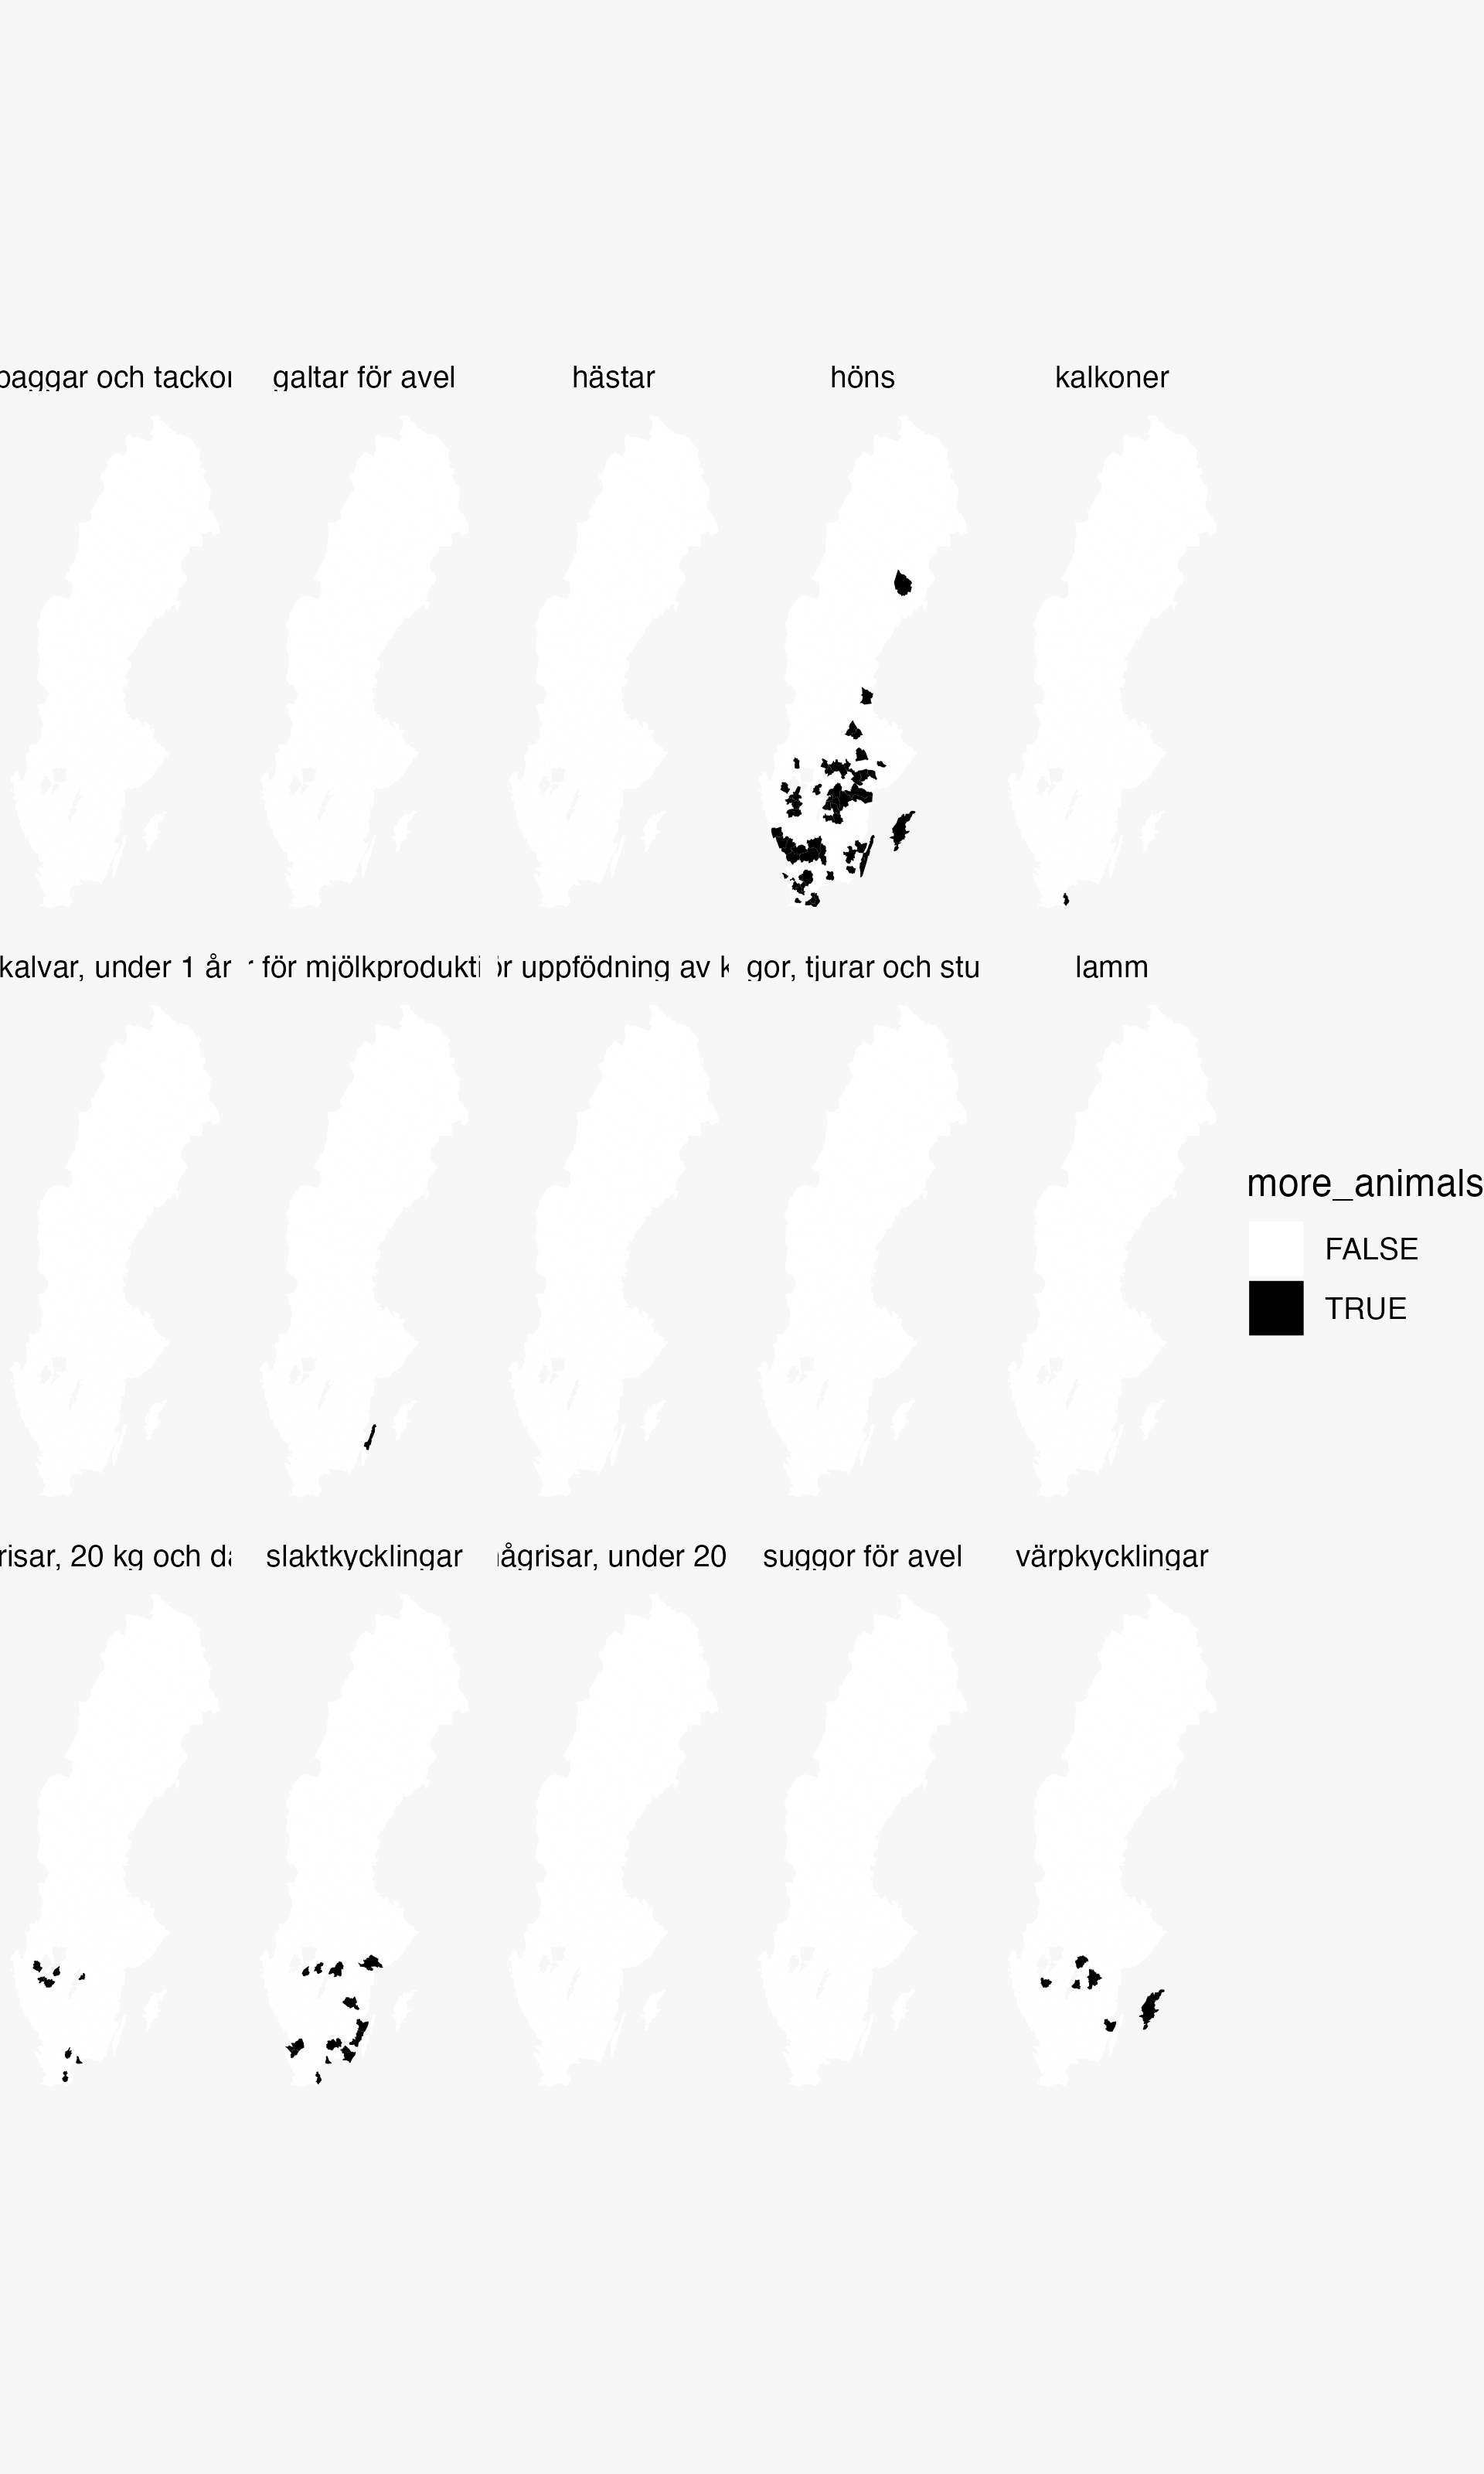 baggar och tackor
galtar för avel
hästar
höns
kalkoner
kalvar, under 1 år
för mjölkprodukti
uppfödning av k
gor, tjurar och stu
lamm
more_animals
FALSE
TRUE
risar, 20 kg och da
slaktkycklingar
ågrisar, under 20
suggor för avel
värpkycklingar